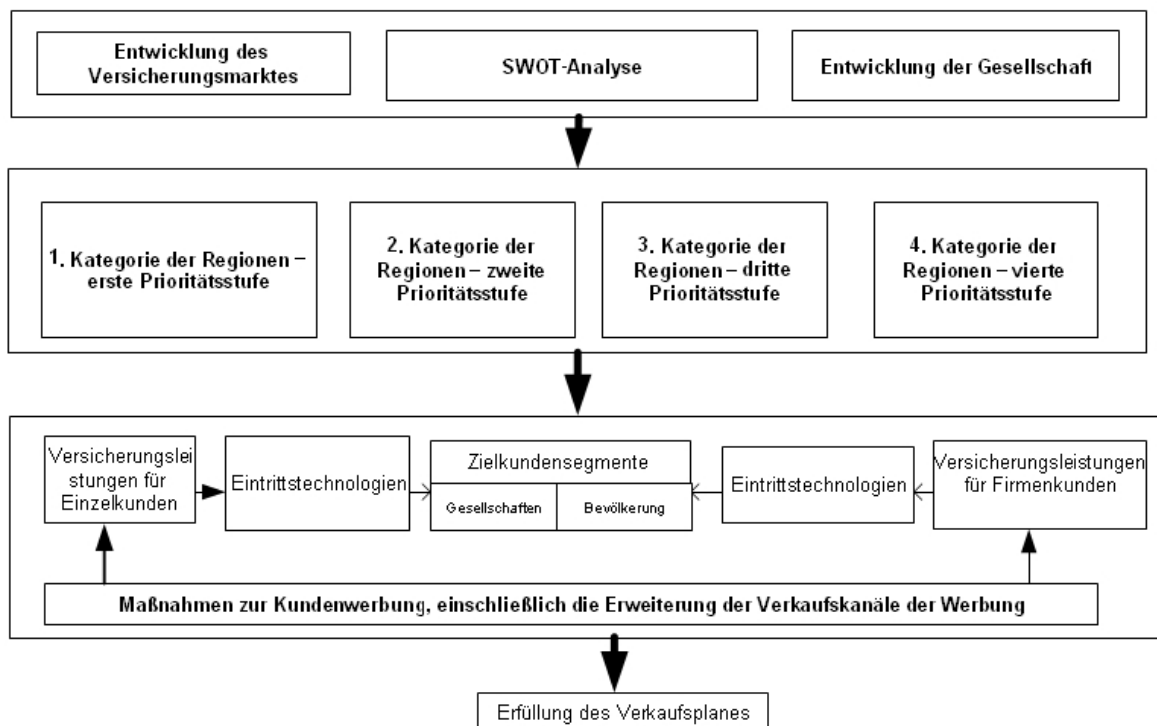 Entwicklung des
Versicherungsmarktes
SWOT-Analyse
Entwicklung der Gesellschaft
1. Kategorie der Regionen –
erste Prioritätsstufe
2. Kategorie der
Regionen – zweite
Prioritätsstufe
3. Kategorie der
Regionen – dritte
Prioritätsstufe
4. Kategorie der
Regionen – vierte
Prioritätsstufe
Versicherungslei
stungen für
Einzelkunden
Eintrittstechnologien
Zielkundensegmente
Gesellschaften
Bevölkerung
Eintrittstechnologien
Versicherungsleistungen
für Firmenkunden
Maßnahmen zur Kundenwerbung, einschließlich die Erweiterung der Verkaufskanäle der Werbung
Erfüllung des Verkaufsplanes